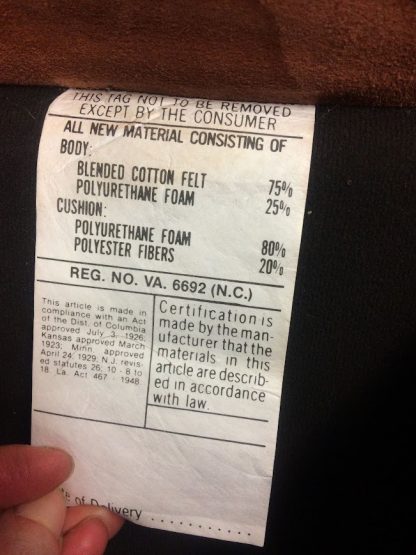 THIS TAG NOT TO BE REMOVED
EXCEPT BY THE CONSUMER
ALL NEW MATERIAL CONSISTING OF
BODY:
BLENDED COTTON FELT 75%
POLYURETHANE FOAM 25%
CUSHION:
POLYURETHANE FOAM 80%
POLYESTER FIBERS 20%
REG. NO. VA. 6692 (N.C.)
This article is made in
compliance with an Act
of the Dist. of Columbia
approved July 3, 1926;
Kansas approved March
1923; Minn. approved
April 24, 1929; N.J. revis-
ed statutes 26, 10 - 8 to
18. La. Act 467 - 1948.
Certification is
made by the man-
ufacturer that the
materials in this
article are describ-
ed in accordance
with law.
of Delivery ..........